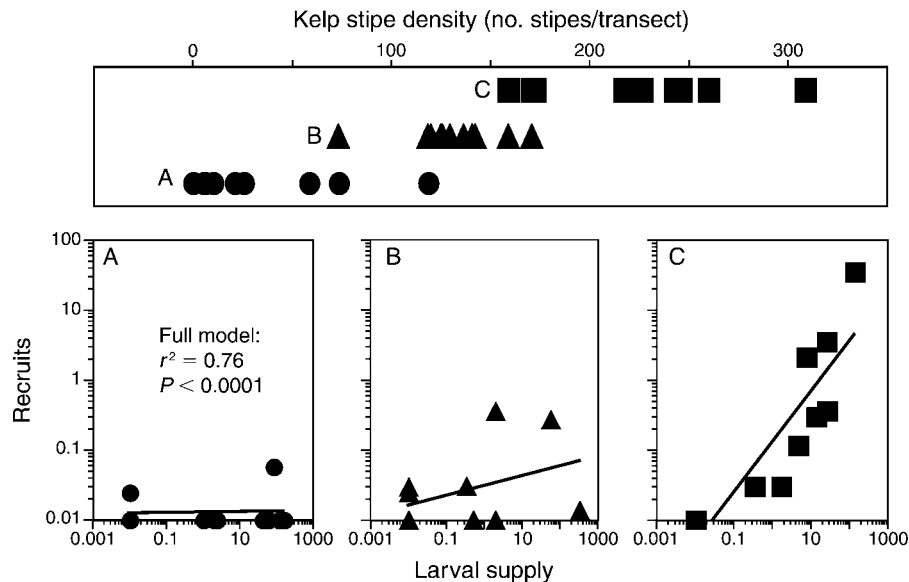 Kelp stipe density (no. stipes/transect)
0 100 200 300
C
B
A
100 A B C
10
Full model:
r² = 0.76
P < 0.0001
1
0.1
0.01
Recruits
0.001 0.1 10 1000 0.001 0.1 10 1000 0.001 0.1 10 1000
Larval supply